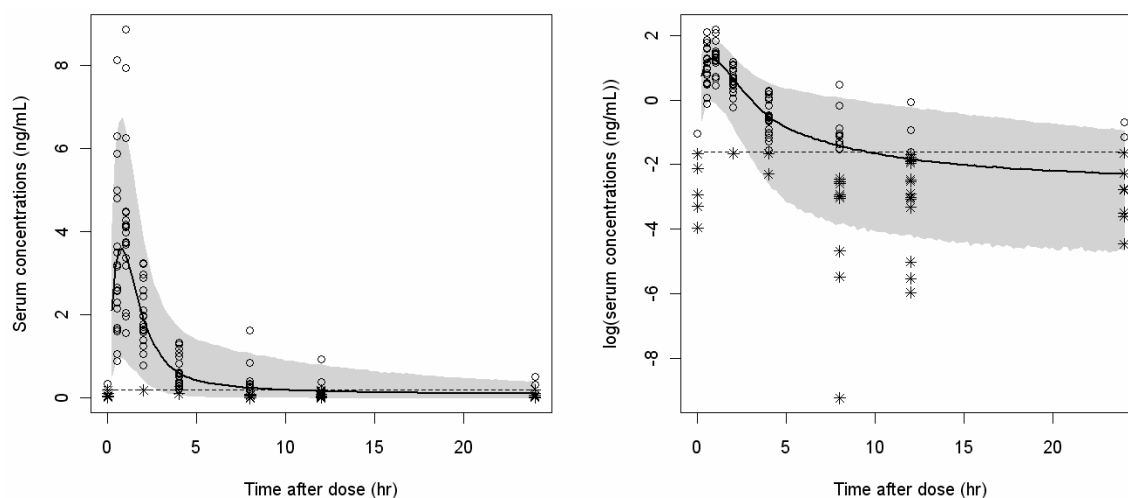 Serum concentrations (ng/mL)
8
6
4
2
0
0 5 10 15 20
Time after dose (hr)
log(serum concentrations (ng/mL))
2
0
-2
-4
-6
-8
0 5 10 15 20
Time after dose (hr)